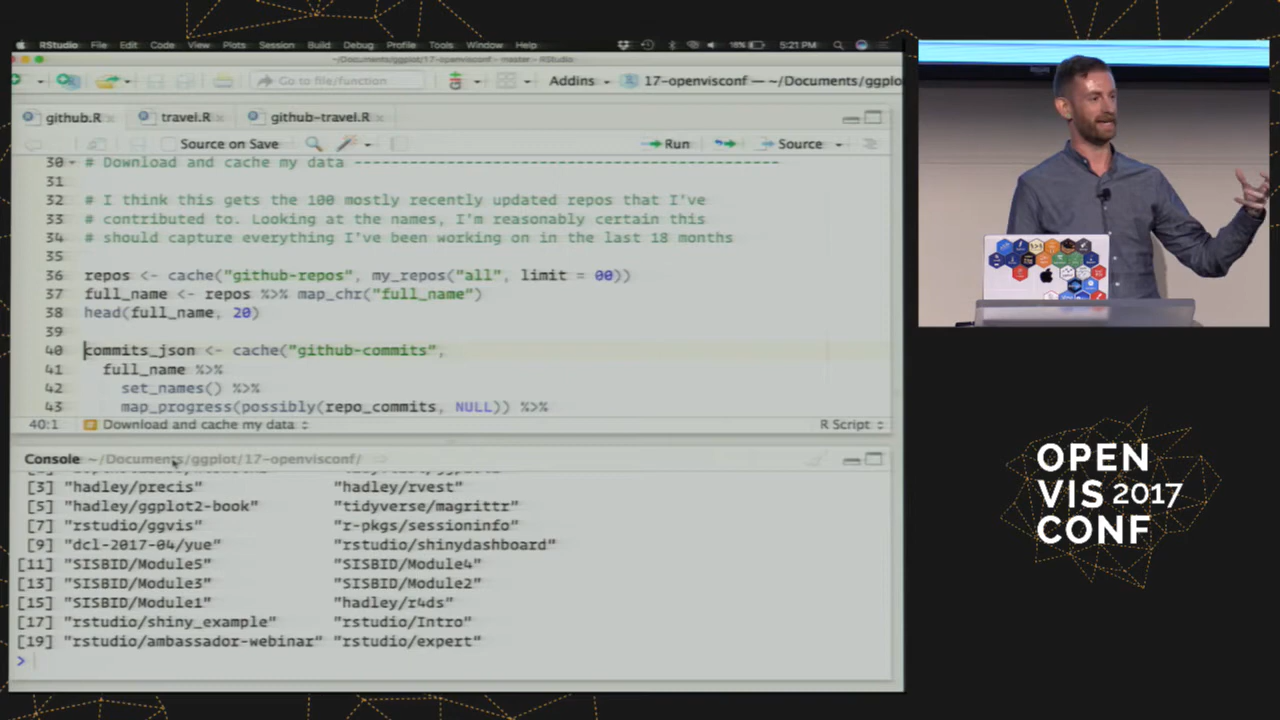 RStudio File Edit Code View Plots Session Build Debug Profile Tools Window Help 5:21 PM
~/Documents/ggplot/17-openvisconf - master - RStudio
Go to file/function Addins 17-openvisconf — ~/Documents/ggplo
github.R travel.R github-travel.R
Source on Save Run Source
30 # Download and cache my data ----------------------------------------------
31
32 # I think this gets the 100 mostly recently updated repos that I've
33 # contributed to. Looking at the names, I'm reasonably certain this
34 # should capture everything I've been working on in the last 18 months
35
36 repos <- cache("github-repos", my_repos("all", limit = 00))
37 full_name <- repos %>% map_chr("full_name")
38 head(full_name, 20)
39
40 commits_json <- cache("github-commits",
41 full_name %>%
42 set_names() %>%
43 map_progress(possibly(repo_commits, NULL)) %>%
40:1 Download and cache my data R Script
Console ~/Documents/ggplot/17-openvisconf/
[3] "hadley/precis" "hadley/rvest"
[5] "hadley/ggplot2-book" "tidyverse/magrittr"
[7] "rstudio/ggvis" "r-pkgs/sessioninfo"
[9] "dcl-2017-04/yue" "rstudio/shinydashboard"
[11] "SISBID/Module5" "SISBID/Module4"
[13] "SISBID/Module3" "SISBID/Module2"
[15] "SISBID/Module1" "hadley/r4ds"
[17] "rstudio/shiny_example" "rstudio/Intro"
[19] "rstudio/ambassador-webinar" "rstudio/expert"
>
OPEN
VIS 2017
CONF